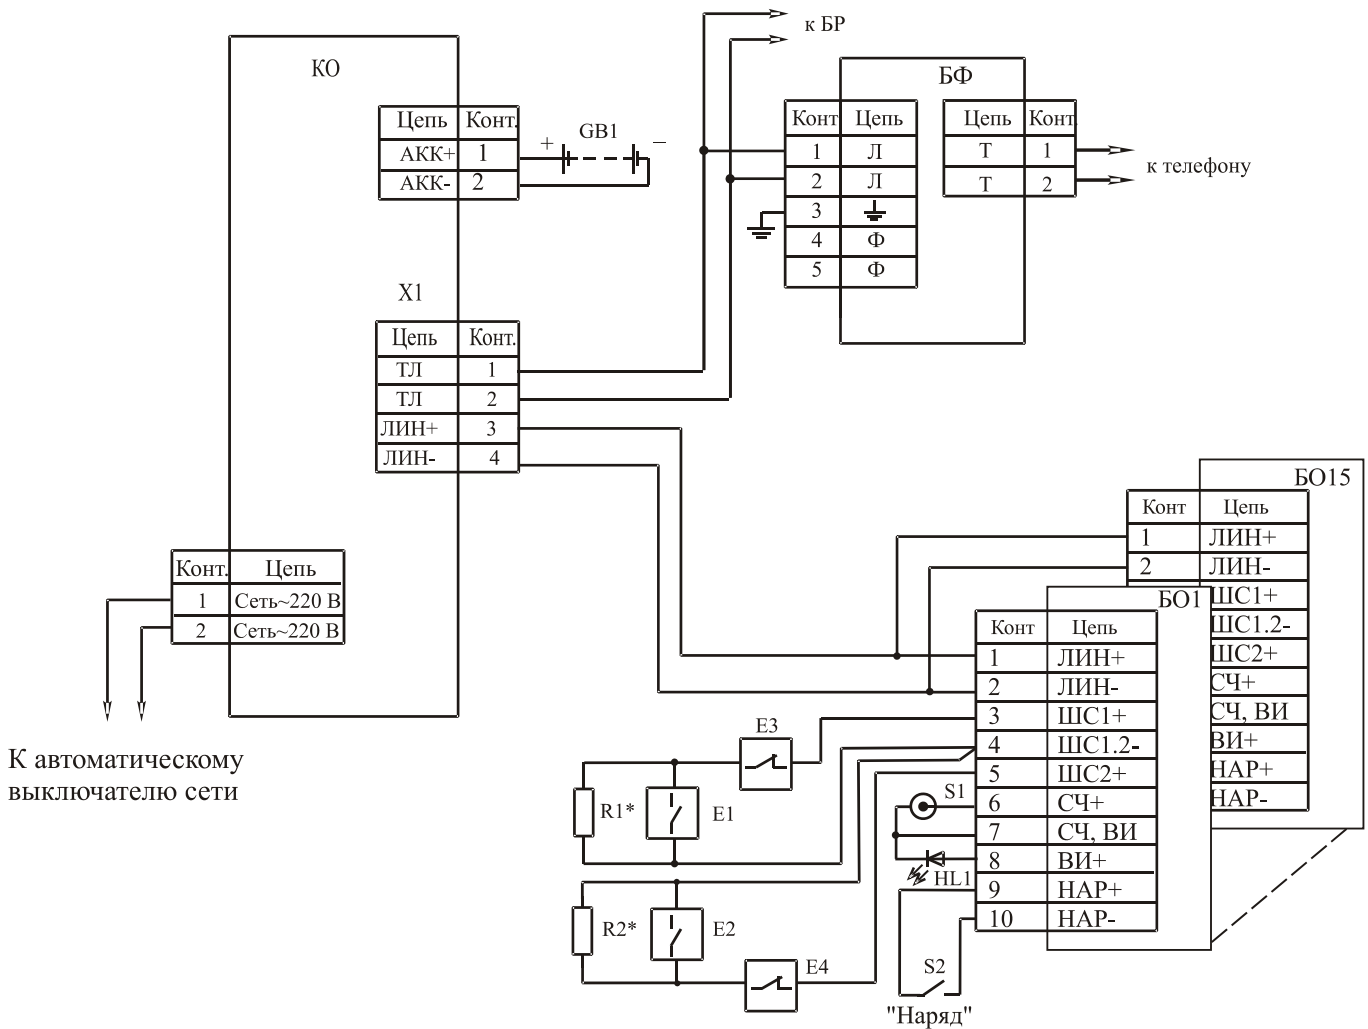 к БР
КО
БФ
Цепь Конт.
АКК+ 1
АКК- 2
+ GB1 −
Конт Цепь
1 Л
2 Л
3
4 Ф
5 Ф
Цепь Конт
Т 1
Т 2
к телефону
X1
Цепь Конт.
ТЛ 1
ТЛ 2
ЛИН+ 3
ЛИН- 4
Конт. Цепь
1 Сеть~220 В
2 Сеть~220 В
К автоматическому
выключателю сети
БО15
Конт Цепь
1 ЛИН+
2 ЛИН-
ШС1+
ШС1.2-
ШС2+
СЧ+
СЧ, ВИ
ВИ+
НАР+
НАР-
БО1
Конт Цепь
1 ЛИН+
2 ЛИН-
3 ШС1+
4 ШС1.2-
5 ШС2+
6 СЧ+
7 СЧ, ВИ
8 ВИ+
9 НАР+
10 НАР-
E3
R1*
E1
S1
HL1
R2*
E2
E4
S2
"Наряд"